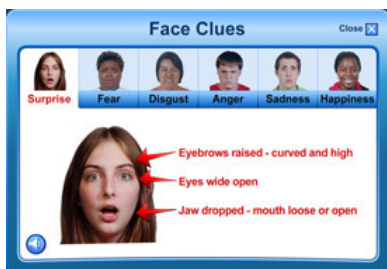 Face Clues
Close
Surprise Fear Disgust Anger Sadness Happiness
Eyebrows raised - curved and high
Eyes wide open
Jaw dropped - mouth loose or open